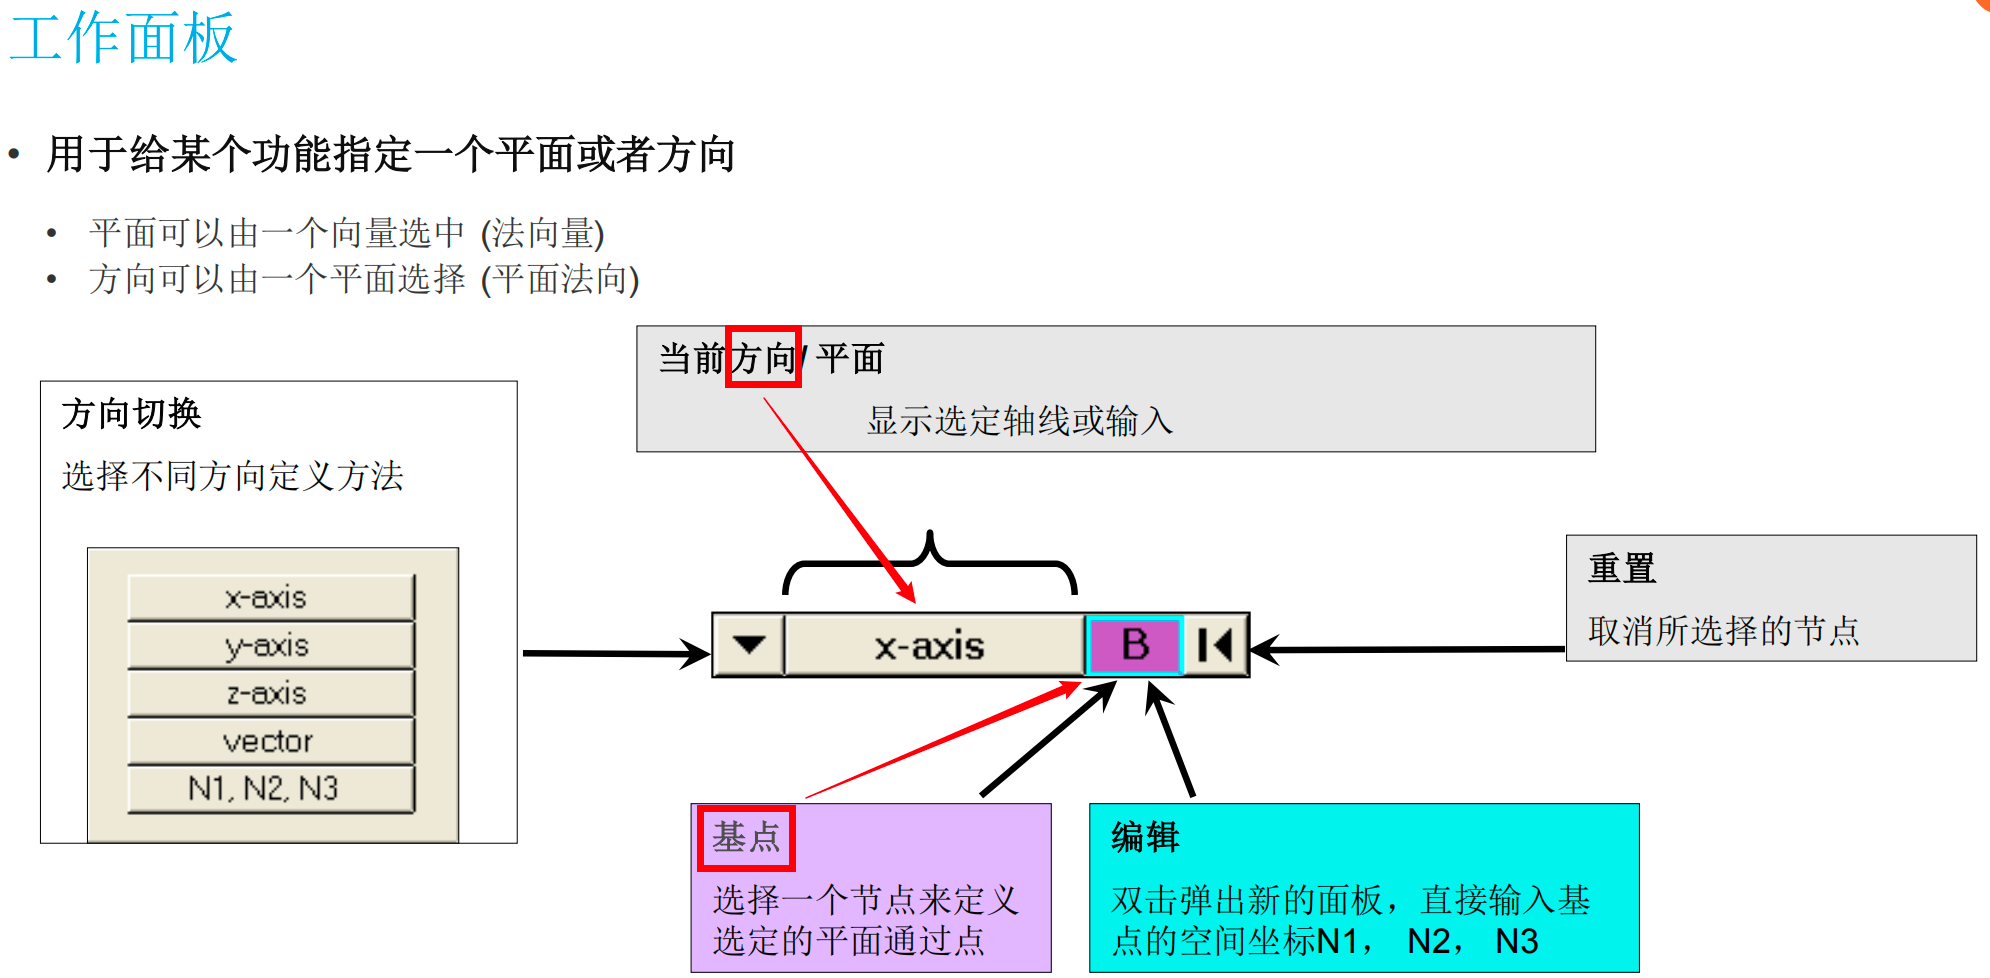 工作面板
• 用于给某个功能指定一个平面或者方向
• 平面可以由一个向量选中 (法向量)
• 方向可以由一个平面选择 (平面法向)
当前方向/ 平面
显示选定轴线或输入
方向切换
选择不同方向定义方法
x-axis
y-axis
z-axis
vector
N1, N2, N3
x-axis B
重置
取消所选择的节点
基点
选择一个节点来定义
选定的平面通过点
编辑
双击弹出新的面板，直接输入基
点的空间坐标N1， N2， N3